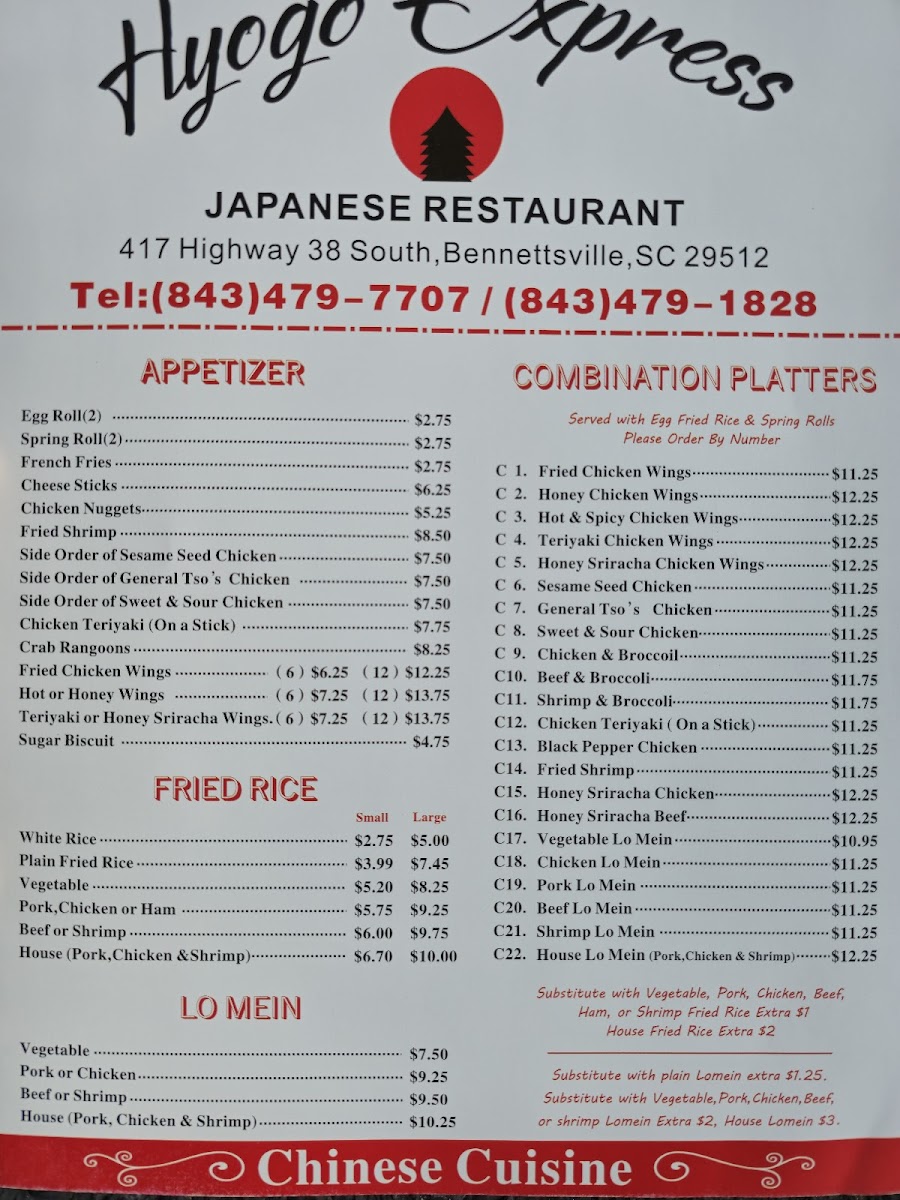 Hyogo Express
JAPANESE RESTAURANT
417 Highway 38 South,Bennettsville,SC 29512
Tel:(843)479-7707 / (843)479-1828
APPETIZER
Egg Roll(2) $2.75
Spring Roll(2) $2.75
French Fries $2.75
Cheese Sticks $6.25
Chicken Nuggets $5.25
Fried Shrimp $8.50
Side Order of Sesame Seed Chicken $7.50
Side Order of General Tso's Chicken $7.50
Side Order of Sweet & Sour Chicken $7.50
Chicken Teriyaki (On a Stick) $7.75
Crab Rangoons $8.25
Fried Chicken Wings (6) $6.25 (12) $12.25
Hot or Honey Wings (6) $7.25 (12) $13.75
Teriyaki or Honey Sriracha Wings. (6) $7.25 (12) $13.75
Sugar Biscuit $4.75
FRIED RICE
Small Large
White Rice $2.75 $5.00
Plain Fried Rice $3.99 $7.45
Vegetable $5.20 $8.25
Pork,Chicken or Ham $5.75 $9.25
Beef or Shrimp $6.00 $9.75
House (Pork,Chicken &Shrimp) $6.70 $10.00
LO MEIN
Vegetable $7.50
Pork or Chicken $9.25
Beef or Shrimp $9.50
House (Pork, Chicken & Shrimp) $10.25
COMBINATION PLATTERS
Served with Egg Fried Rice & Spring Rolls
Please Order By Number
C 1. Fried Chicken Wings $11.25
C 2. Honey Chicken Wings $12.25
C 3. Hot & Spicy Chicken Wings $12.25
C 4. Teriyaki Chicken Wings $12.25
C 5. Honey Sriracha Chicken Wings $12.25
C 6. Sesame Seed Chicken $11.25
C 7. General Tso's Chicken $11.25
C 8. Sweet & Sour Chicken $11.25
C 9. Chicken & Broccoil $11.25
C10. Beef & Broccoli $11.75
C11. Shrimp & Broccoli $11.75
C12. Chicken Teriyaki ( On a Stick) $11.25
C13. Black Pepper Chicken $11.25
C14. Fried Shrimp $11.25
C15. Honey Sriracha Chicken $12.25
C16. Honey Sriracha Beef $12.25
C17. Vegetable Lo Mein $10.95
C18. Chicken Lo Mein $11.25
C19. Pork Lo Mein $11.25
C20. Beef Lo Mein $11.25
C21. Shrimp Lo Mein $11.25
C22. House Lo Mein (Pork,Chicken & Shrimp) $12.25
Substitute with Vegetable, Pork, Chicken, Beef,
Ham, or Shrimp Fried Rice Extra $1
House Fried Rice Extra $2
Substitute with plain Lomein extra $1.25.
Substitute with Vegetable,Pork,Chicken,Beef,
or shrimp Lomein Extra $2, House Lomein $3.
Chinese Cuisine